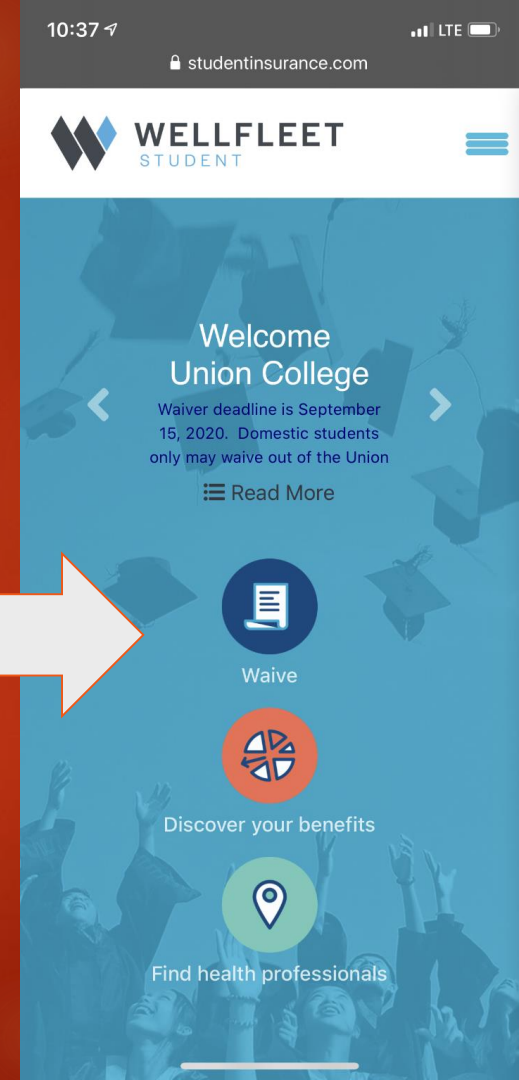 10:37
LTE
studentinsurance.com
WELLFLEET
STUDENT
Welcome
Union College
Waiver deadline is September
15, 2020. Domestic students
only may waive out of the Union
Read More
Waive
Discover your benefits
Find health professionals